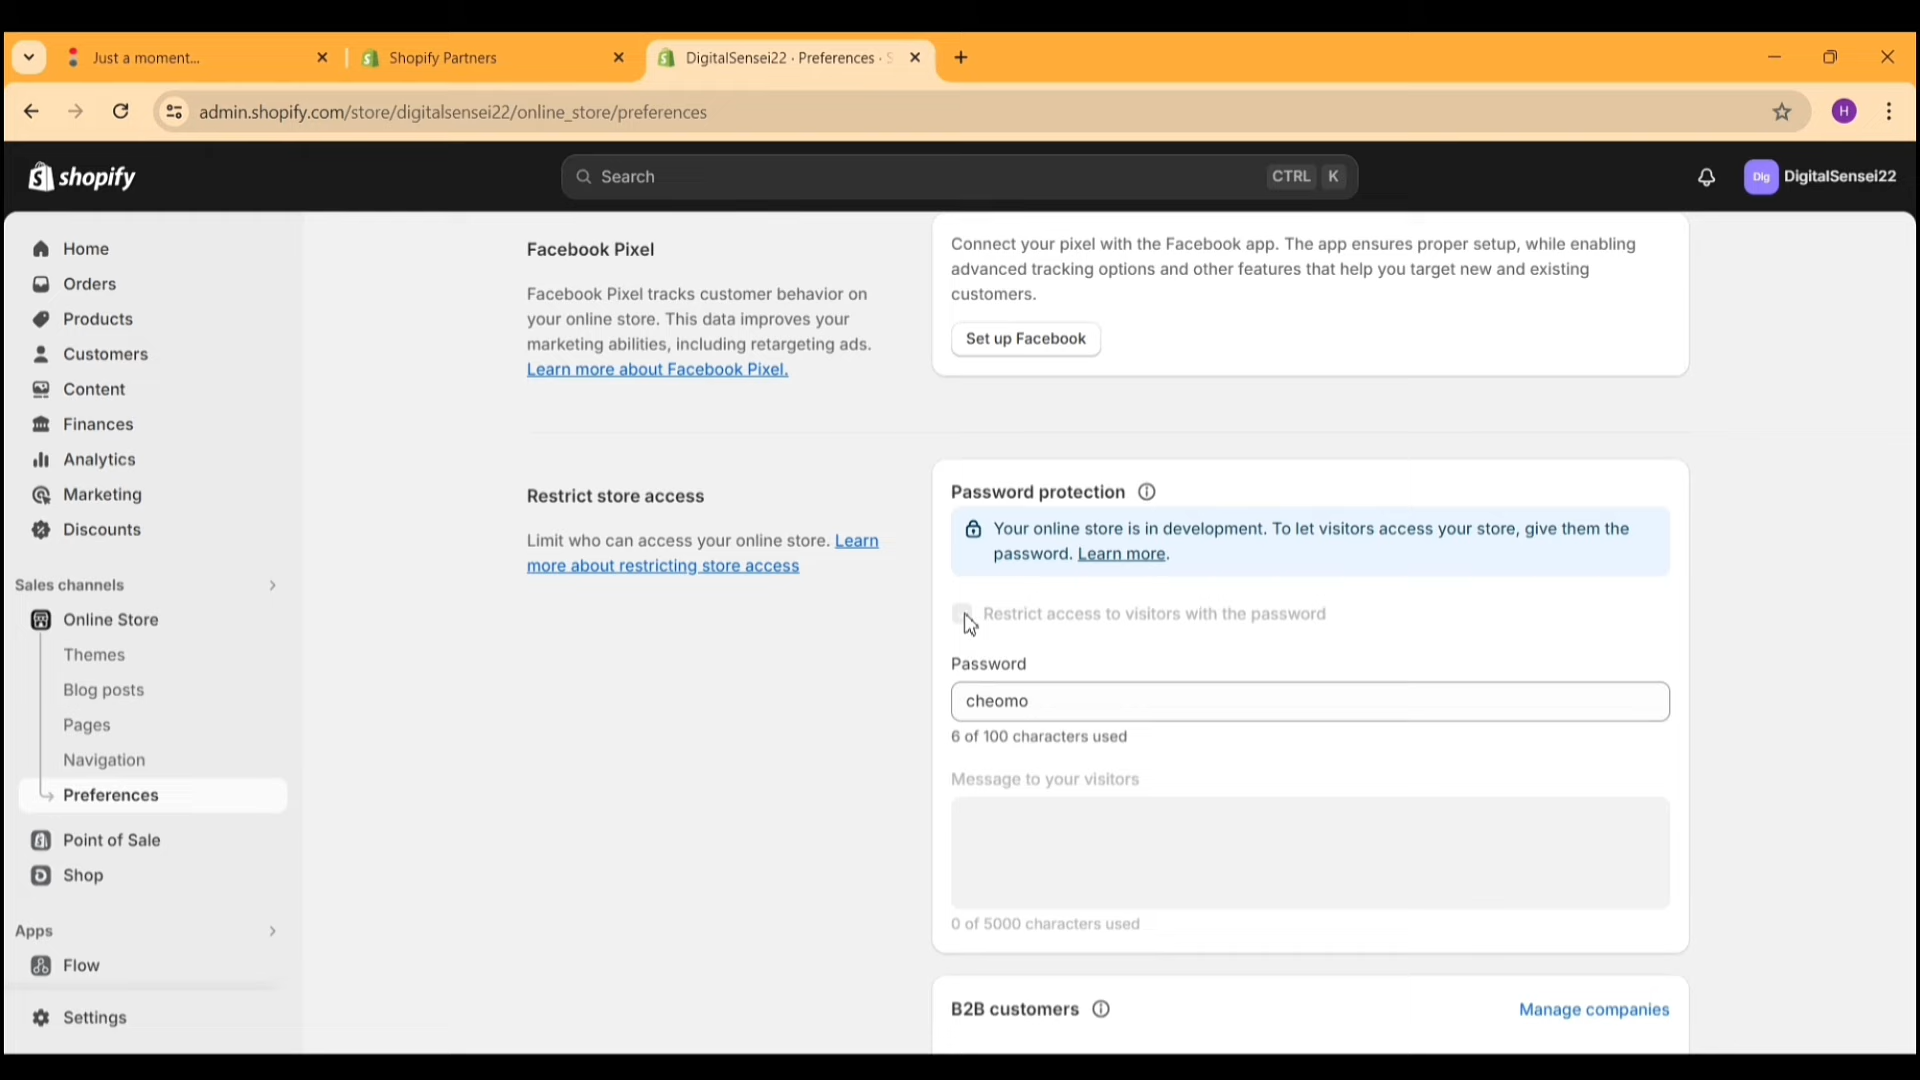 Just a moment...
Shopify Partners
DigitalSensei22 · Preferences · S
admin.shopify.com/store/digitalsensei22/online_store/preferences
H
shopify
Search
CTRL K
Dig
DigitalSensei22
Home
Orders
Products
Customers
Content
Finances
Analytics
Marketing
Discounts
Sales channels
Online Store
Themes
Blog posts
Pages
Navigation
Preferences
Point of Sale
Shop
Apps
Flow
Settings
Facebook Pixel
Facebook Pixel tracks customer behavior on
your online store. This data improves your
marketing abilities, including retargeting ads.
Learn more about Facebook Pixel.
Connect your pixel with the Facebook app. The app ensures proper setup, while enabling
advanced tracking options and other features that help you target new and existing
customers.
Set up Facebook
Restrict store access
Limit who can access your online store. Learn
more about restricting store access
Password protection
Your online store is in development. To let visitors access your store, give them the
password. Learn more.
Restrict access to visitors with the password
Password
cheomo
6 of 100 characters used
Message to your visitors
0 of 5000 characters used
B2B customers
Manage companies